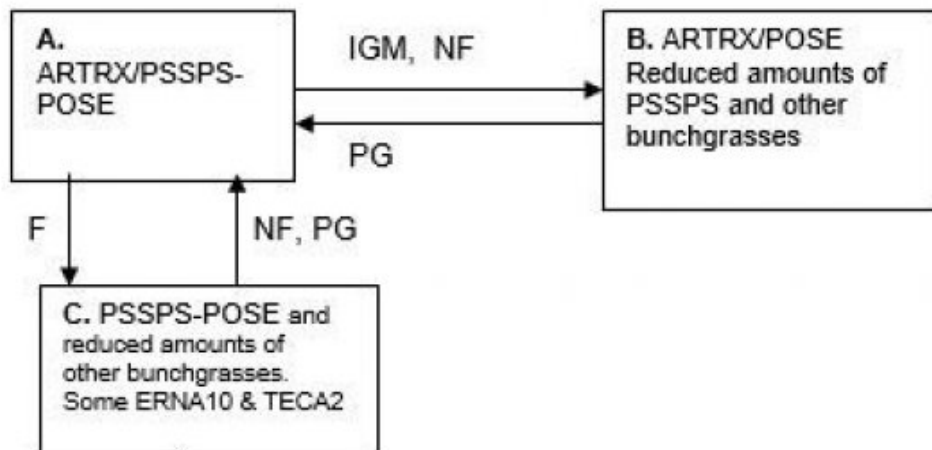 A.
ARTRX/PSSPS-
POSE
IGM, NF
PG
B. ARTRX/POSE
Reduced amounts of
PSSPS and other
bunchgrasses
F
NF, PG
C. PSSPS-POSE and
reduced amounts of
other bunchgrasses.
Some ERNA10 & TECA2